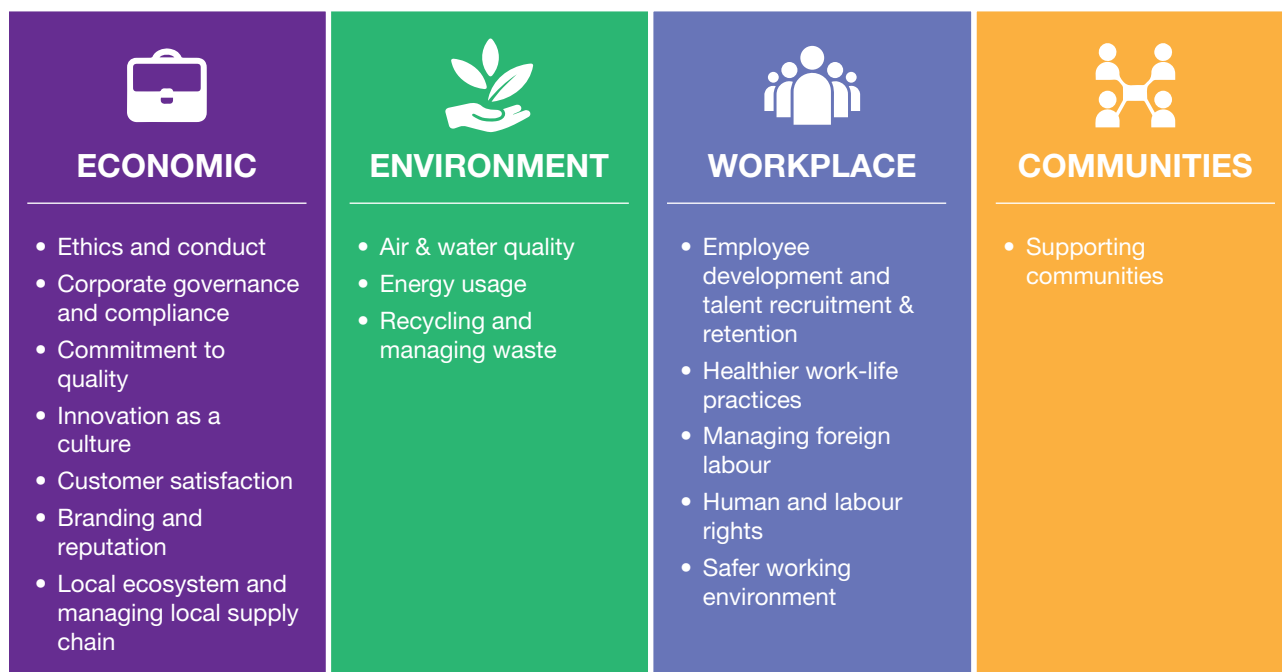 ECONOMIC
• Ethics and conduct
• Corporate governance
and compliance
• Commitment to
quality
• Innovation as a
culture
• Customer satisfaction
• Branding and
reputation
• Local ecosystem and
managing local supply
chain
ENVIRONMENT
• Air & water quality
• Energy usage
• Recycling and
managing waste
WORKPLACE
• Employee
development and
talent recruitment &
retention
• Healthier work-life
practices
• Managing foreign
labour
• Human and labour
rights
• Safer working
environment
COMMUNITIES
• Supporting
communities